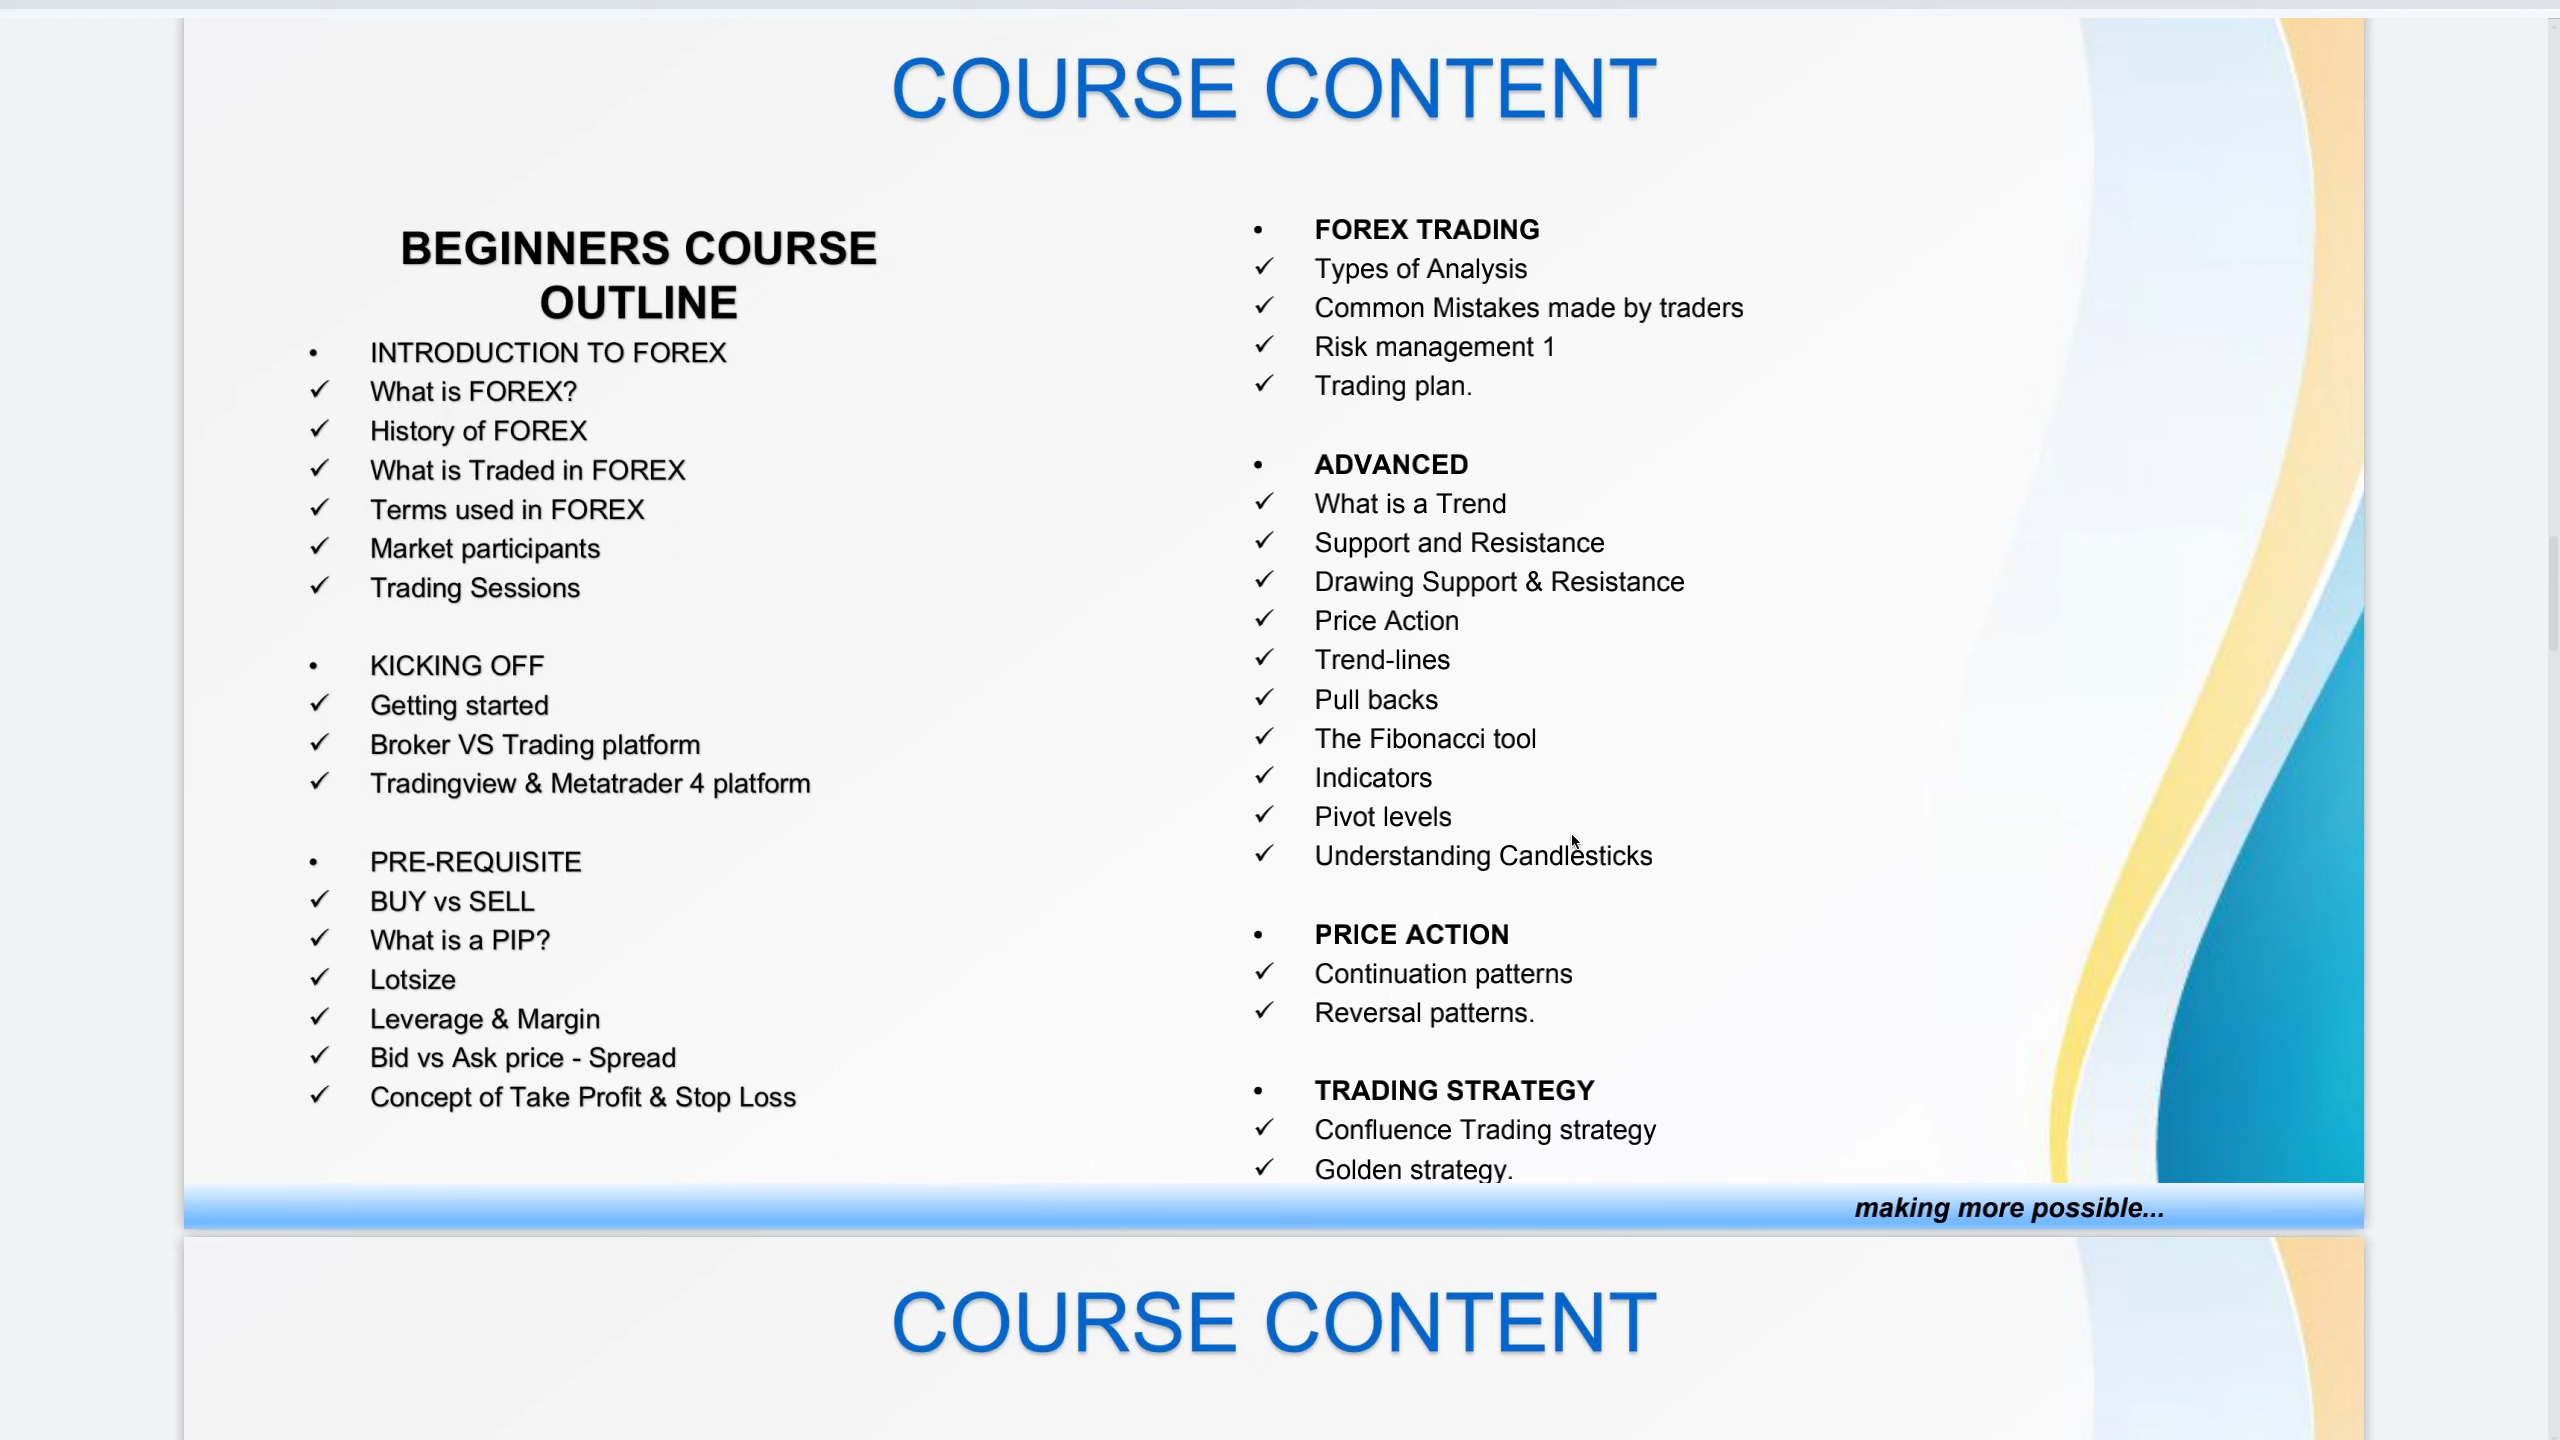 COURSE CONTENT
BEGINNERS COURSE
OUTLINE
• INTRODUCTION TO FOREX
✓ What is FOREX?
✓ History of FOREX
✓ What is Traded in FOREX
✓ Terms used in FOREX
✓ Market participants
✓ Trading Sessions
• KICKING OFF
✓ Getting started
✓ Broker VS Trading platform
✓ Tradingview & Metatrader 4 platform
• PRE-REQUISITE
✓ BUY vs SELL
✓ What is a PIP?
✓ Lotsize
✓ Leverage & Margin
✓ Bid vs Ask price - Spread
✓ Concept of Take Profit & Stop Loss
• FOREX TRADING
✓ Types of Analysis
✓ Common Mistakes made by traders
✓ Risk management 1
✓ Trading plan.
• ADVANCED
✓ What is a Trend
✓ Support and Resistance
✓ Drawing Support & Resistance
✓ Price Action
✓ Trend-lines
✓ Pull backs
✓ The Fibonacci tool
✓ Indicators
✓ Pivot levels
✓ Understanding Candlesticks
• PRICE ACTION
✓ Continuation patterns
✓ Reversal patterns.
• TRADING STRATEGY
✓ Confluence Trading strategy
✓ Golden strategy.
making more possible...
COURSE CONTENT